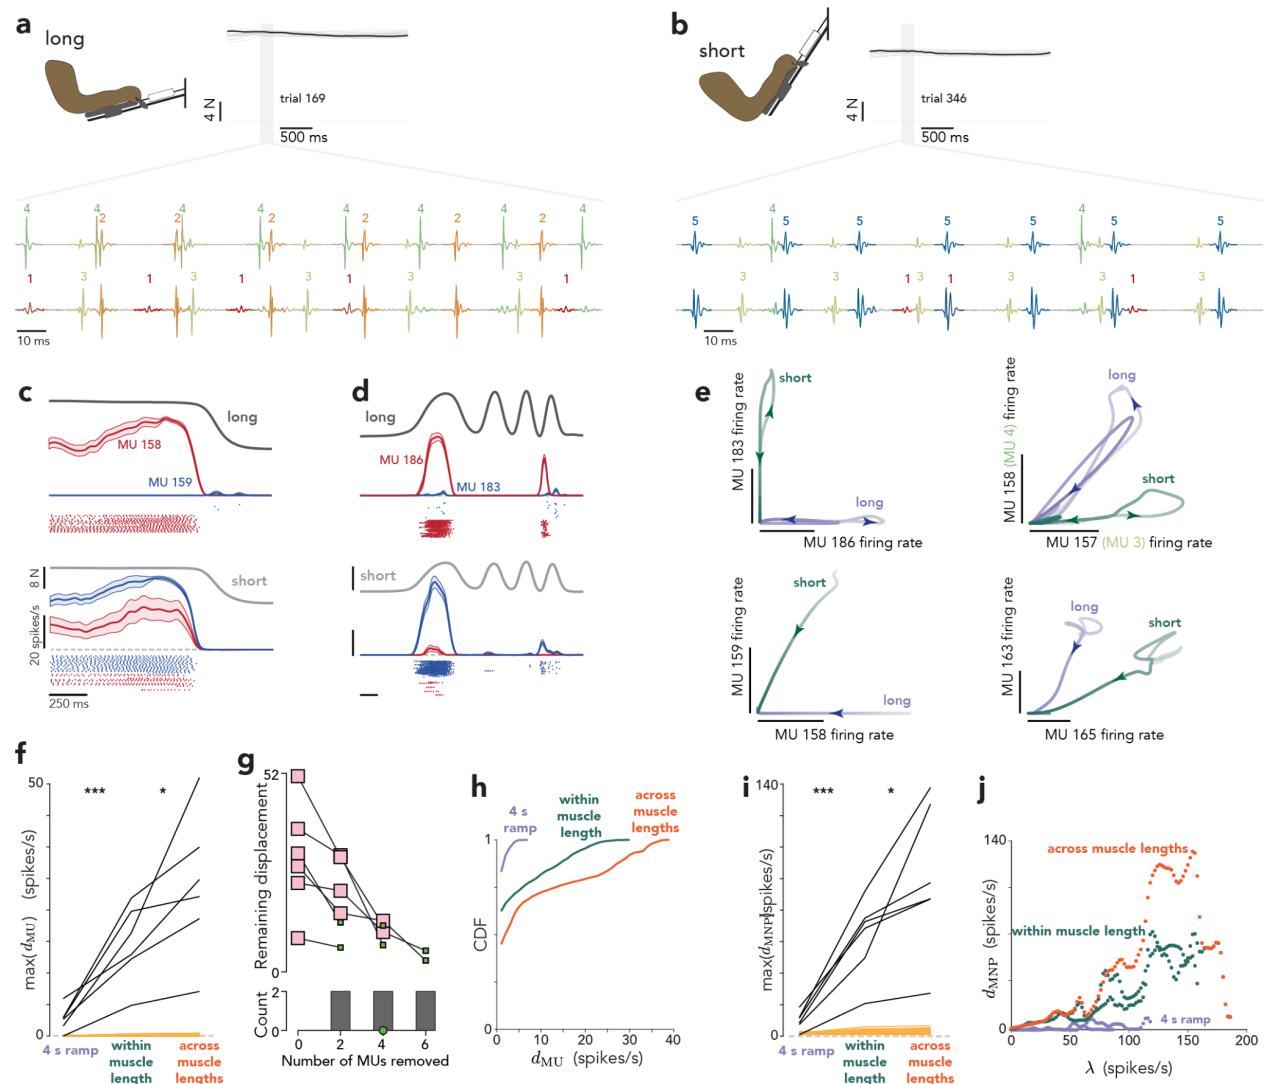 a
long
4 N
trial 169
500 ms
b
short
4 N
trial 346
500 ms
4 4 2 2 4 4 2 4 2 4 2 2 4
1 3 1 3 1 3 1 3 3 1
10 ms
5 4 5 5 5 5 4 5 5
3 3 1 3 1 3 3 1 3
10 ms
c
long
MU 158
MU 159
8 N
short
20 spikes/s
250 ms
d
long
MU 186
MU 183
short
e
MU 183 firing rate
short
long
MU 186 firing rate
MU 158 (MU 4) firing rate
long
short
MU 157 (MU 3) firing rate
MU 159 firing rate
short
long
MU 158 firing rate
MU 163 firing rate
long
short
MU 165 firing rate
f
50
*** *
max(dMU) (spikes/s)
0
4 s ramp
within
muscle
length
across
muscle
lengths
g
52
Remaining displacement
0
2
Count
0
0 2 4 6
Number of MUs removed
h
4 s
ramp
within
muscle
length
across
muscle
lengths
1
CDF
0
0 10 20 30 40
dMU (spikes/s)
i
140
*** *
max(dMNP)spikes/s)
0
4 s ramp
within
muscle
length
across
muscle
lengths
j
140
across muscle lengths
within muscle length
dMNP (spikes/s)
4 s ramp
0
0 50 100 150 200
λ (spikes/s)